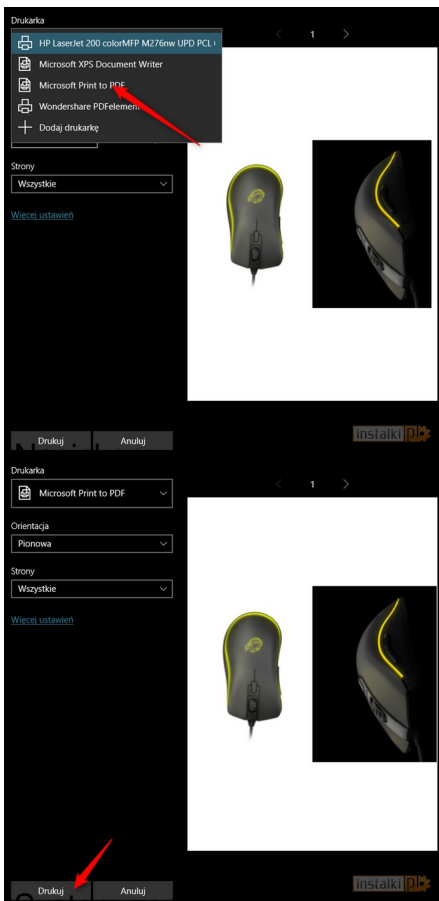 Drukarka
1
HP LaserJet 200 colorMFP M276nw UPD PCL
Microsoft XPS Document Writer
Microsoft Print to PDF
Wondershare PDFelement
Dodaj drukarkę
Strony
Wszystkie
Więcej ustawień
Drukuj Anuluj
instalki pl
Drukarka
1
Microsoft Print to PDF
Orientacja
Pionowa
Strony
Wszystkie
Więcej ustawień
Drukuj Anuluj
instalki pl